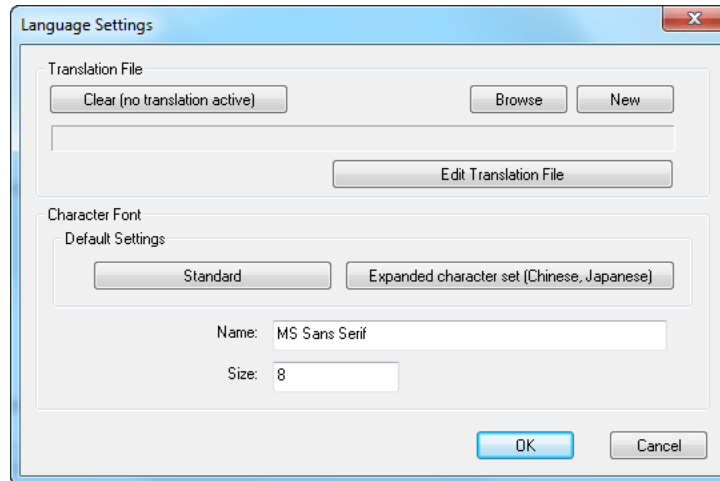 Language Settings
Translation File
Clear (no translation active)
Browse
New
Edit Translation File
Character Font
Default Settings
Standard
Expanded character set (Chinese, Japanese)
Name: MS Sans Serif
Size: 8
OK
Cancel